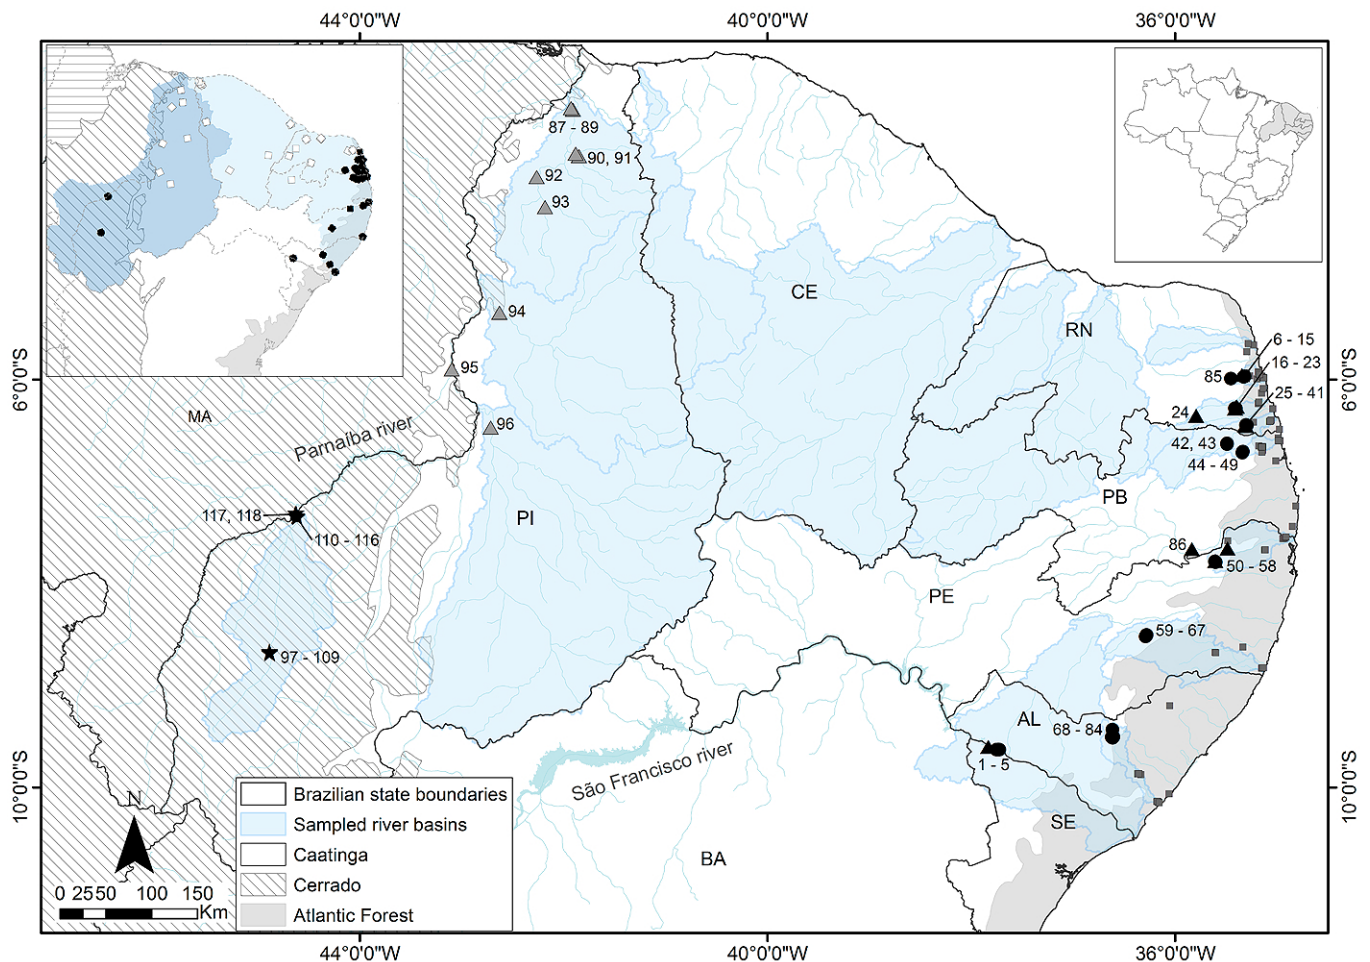 44°0'0"W
40°0'0"W
36°0'0"W
87 - 89
90, 91
92
93
CE
94
RN
6 - 15
16 - 23
25 - 41
6°0'0"S
6°0'0"S
95
85
MA
24
96
Parnaíba river
42, 43
44 - 49
PB
117, 118
PI
110 - 116
86
50 - 58
PE
59 - 67
97 - 109
AL
68 - 84
São Francisco river
1 - 5
10°0'0"S
10°0'0"S
SE
BA
N
0 25 50 100 150
Km
Brazilian state boundaries
Sampled river basins
Caatinga
Cerrado
Atlantic Forest
44°0'0"W
40°0'0"W
36°0'0"W